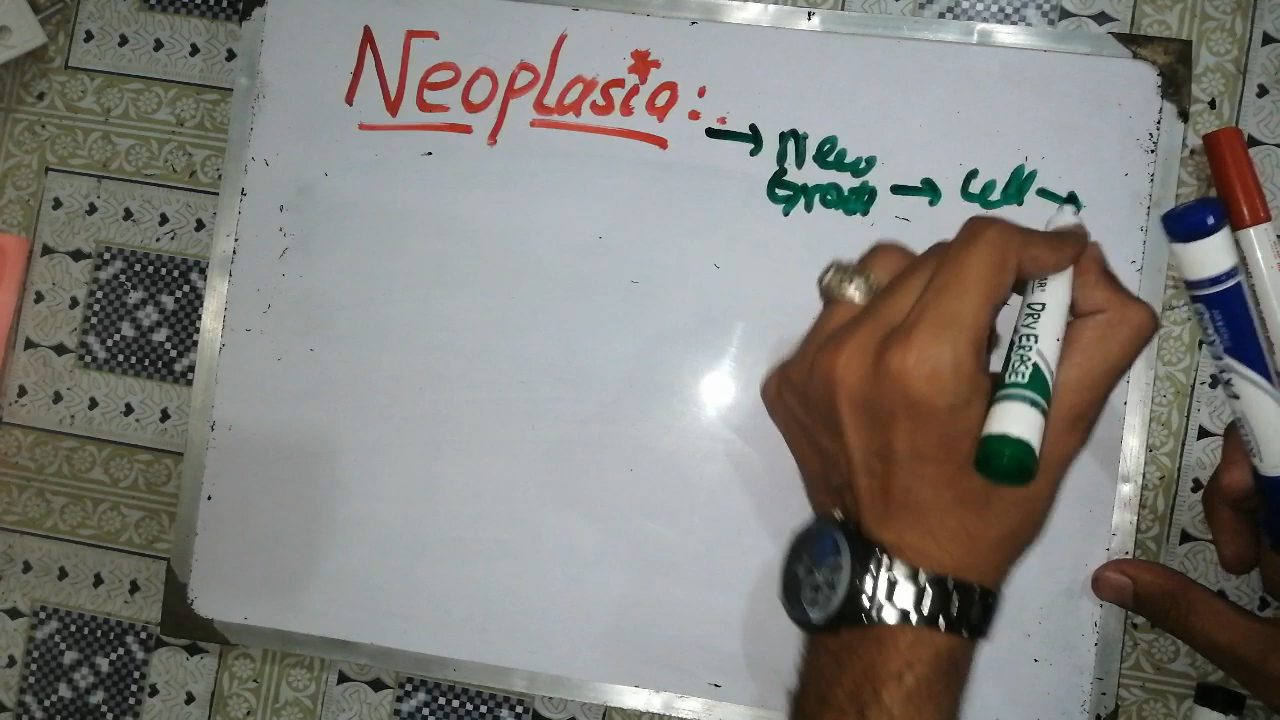 Neoplasia:
→ New
Growth → Cell →
DRY ERASE